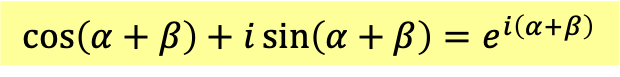 cos(α + β) + i sin(α + β) = e^{i(α+β)}